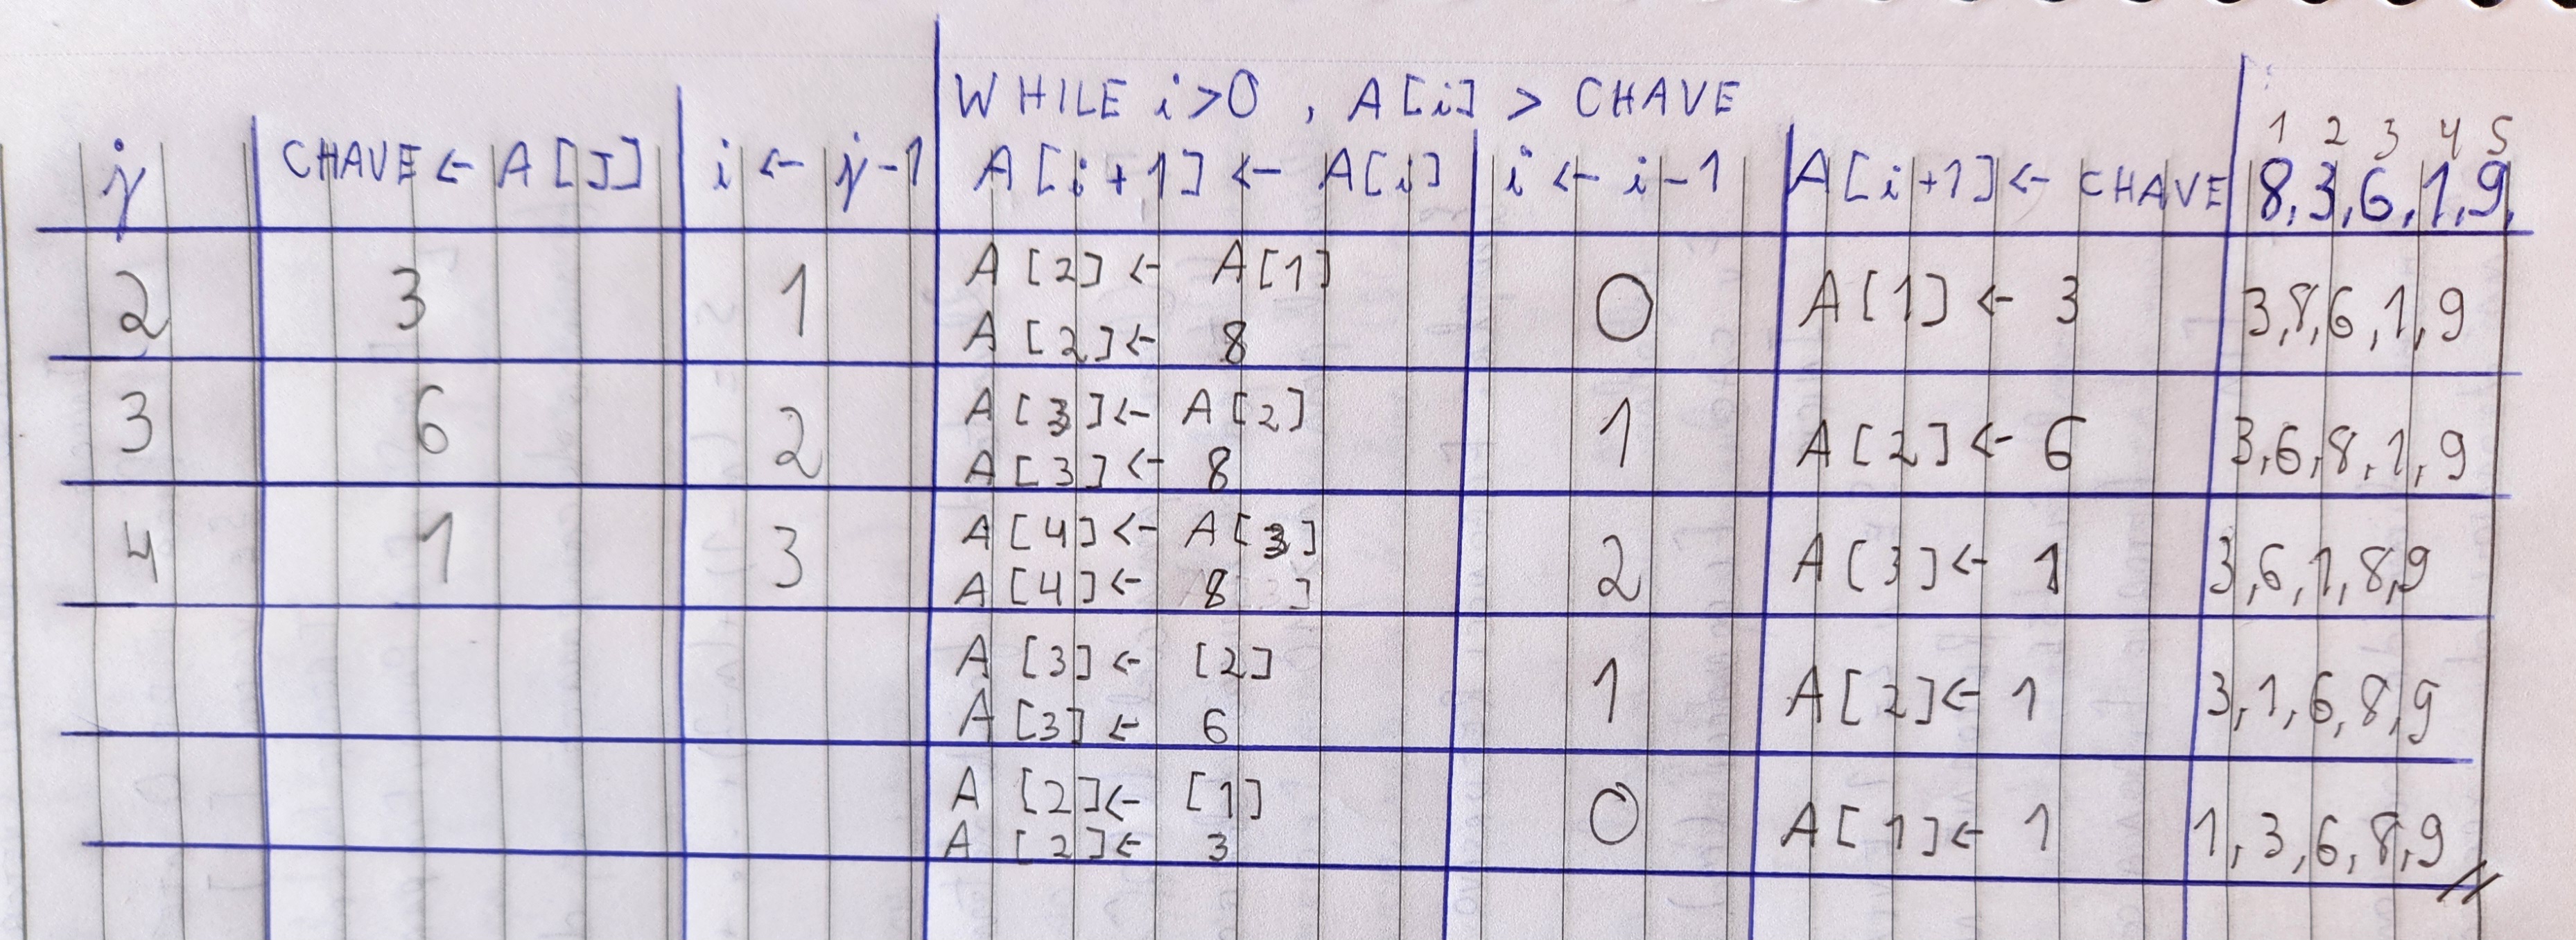 WHILE i>0 , A[i] > CHAVE
1 2 3 4 5
j CHAVE ← A[J] i ← j-1 A[i+1] ← A[i] i ← i-1 A[i+1] ← CHAVE 8,3,6,1,9,
A[2] ← A[1]
2 3 1 0 A[1] ← 3 3,8,6,1,9
A[2] ← 8
A[3] ← A[2]
3 6 2 1 A[2] ← 6 3,6,8,1,9
A[3] ← 8
A[4] ← A[3]
4 1 3 2 A[3] ← 1 3,6,1,8,9
A[4] ← 8
A [3] ← [2]
1 A[2] ← 1 3,1,6,8,9
A [3] ← 6
A [2] ← [1]
0 A[1] ← 1 1,3,6,8,9 //
A [2] ← 3